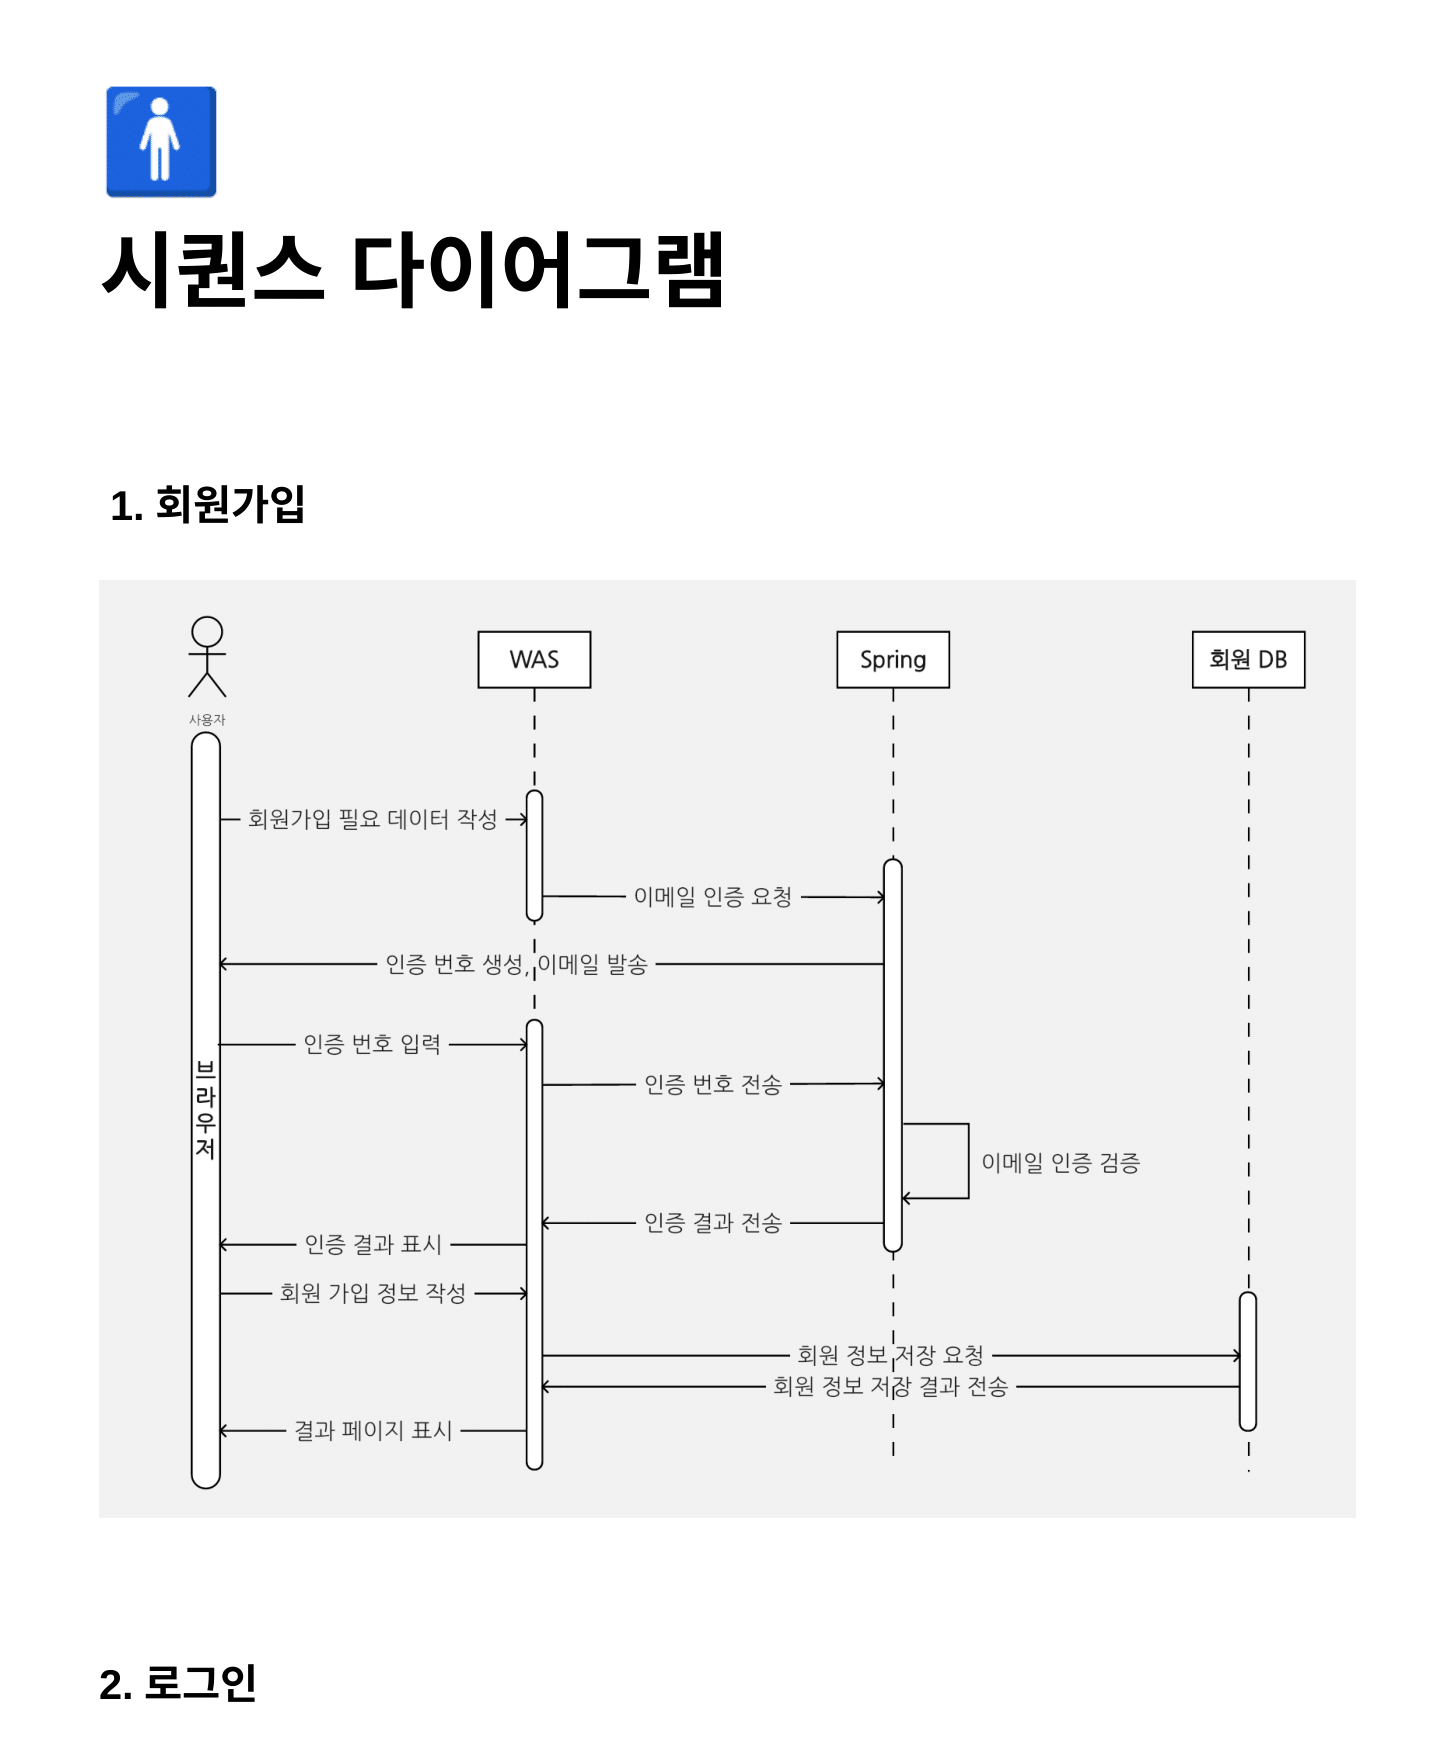 시퀀스 다이어그램
1. 회원가입
WAS
Spring
회원 DB
사용자
회원가입 필요 데이터 작성
이메일 인증 요청
인증 번호 생성, 이메일 발송
인증 번호 입력
브라우저
인증 번호 전송
이메일 인증 검증
인증 결과 전송
인증 결과 표시
회원 가입 정보 작성
회원 정보 저장 요청
회원 정보 저장 결과 전송
결과 페이지 표시
2. 로그인